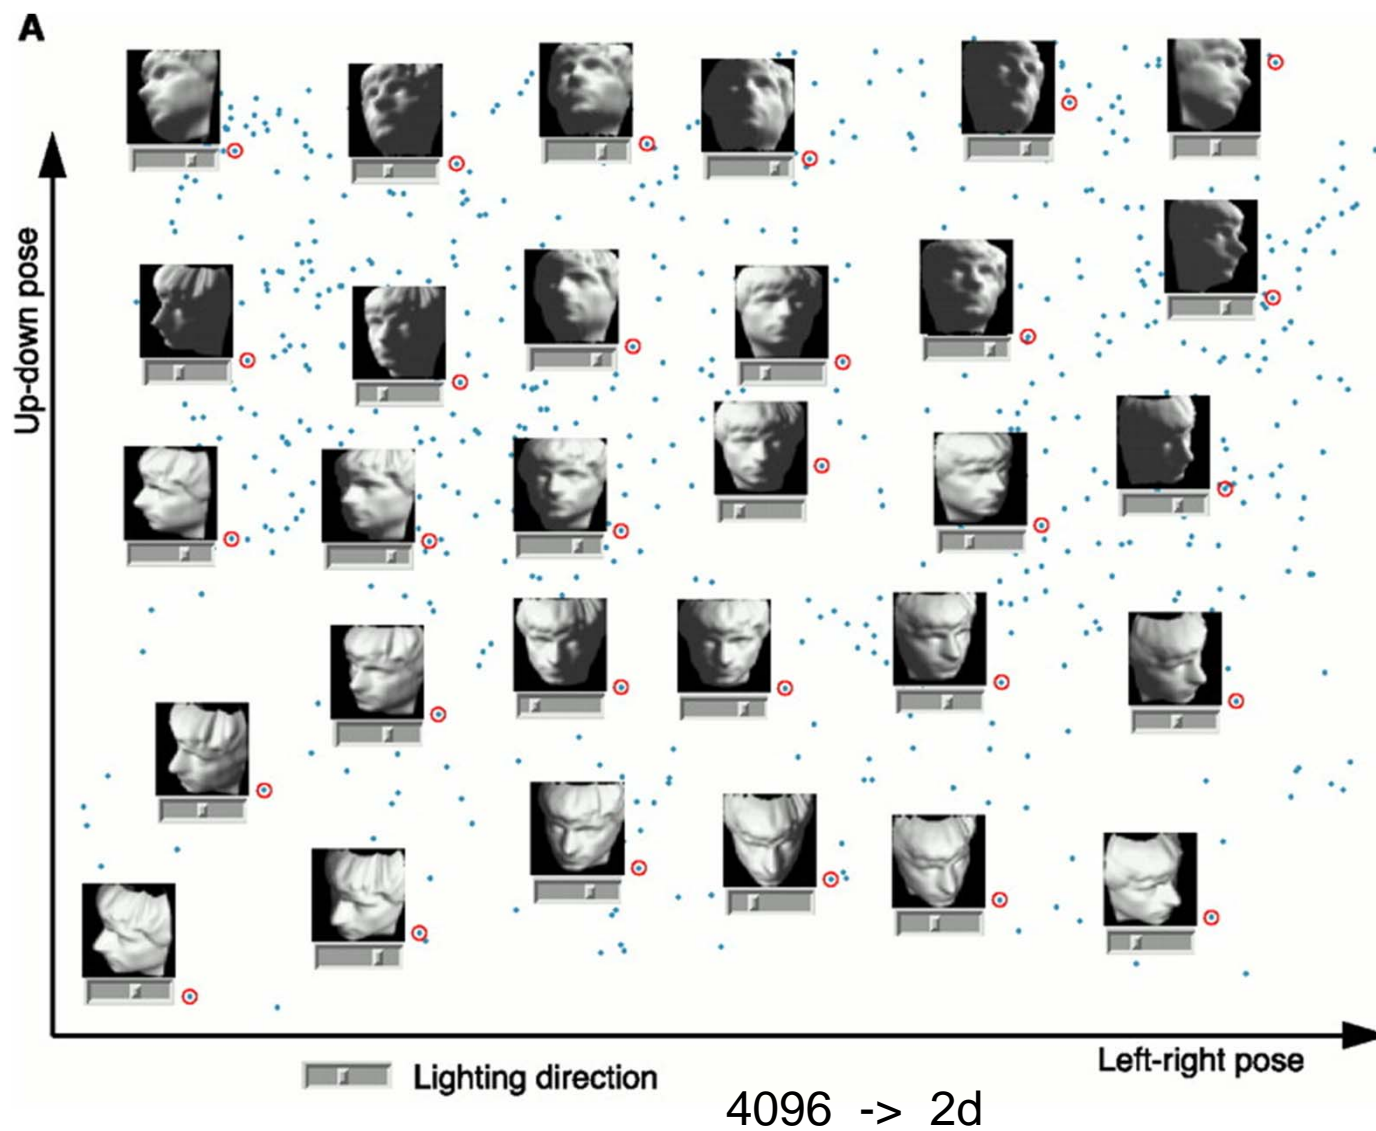 A
Up-down pose
Left-right pose
Lighting direction
4096 -> 2d